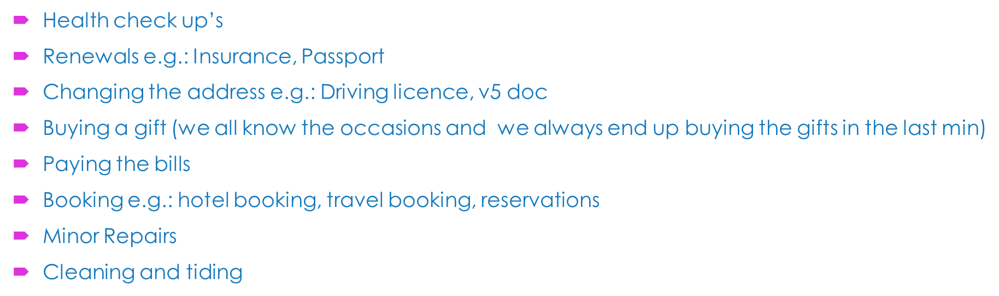 Health check up’s
Renewals e.g.: Insurance, Passport
Changing the address e.g.: Driving licence, v5 doc
Buying a gift (we all know the occasions and  we always end up buying the gifts in the last min)
Paying the bills
Booking e.g.: hotel booking, travel booking, reservations
Minor Repairs
Cleaning and tiding